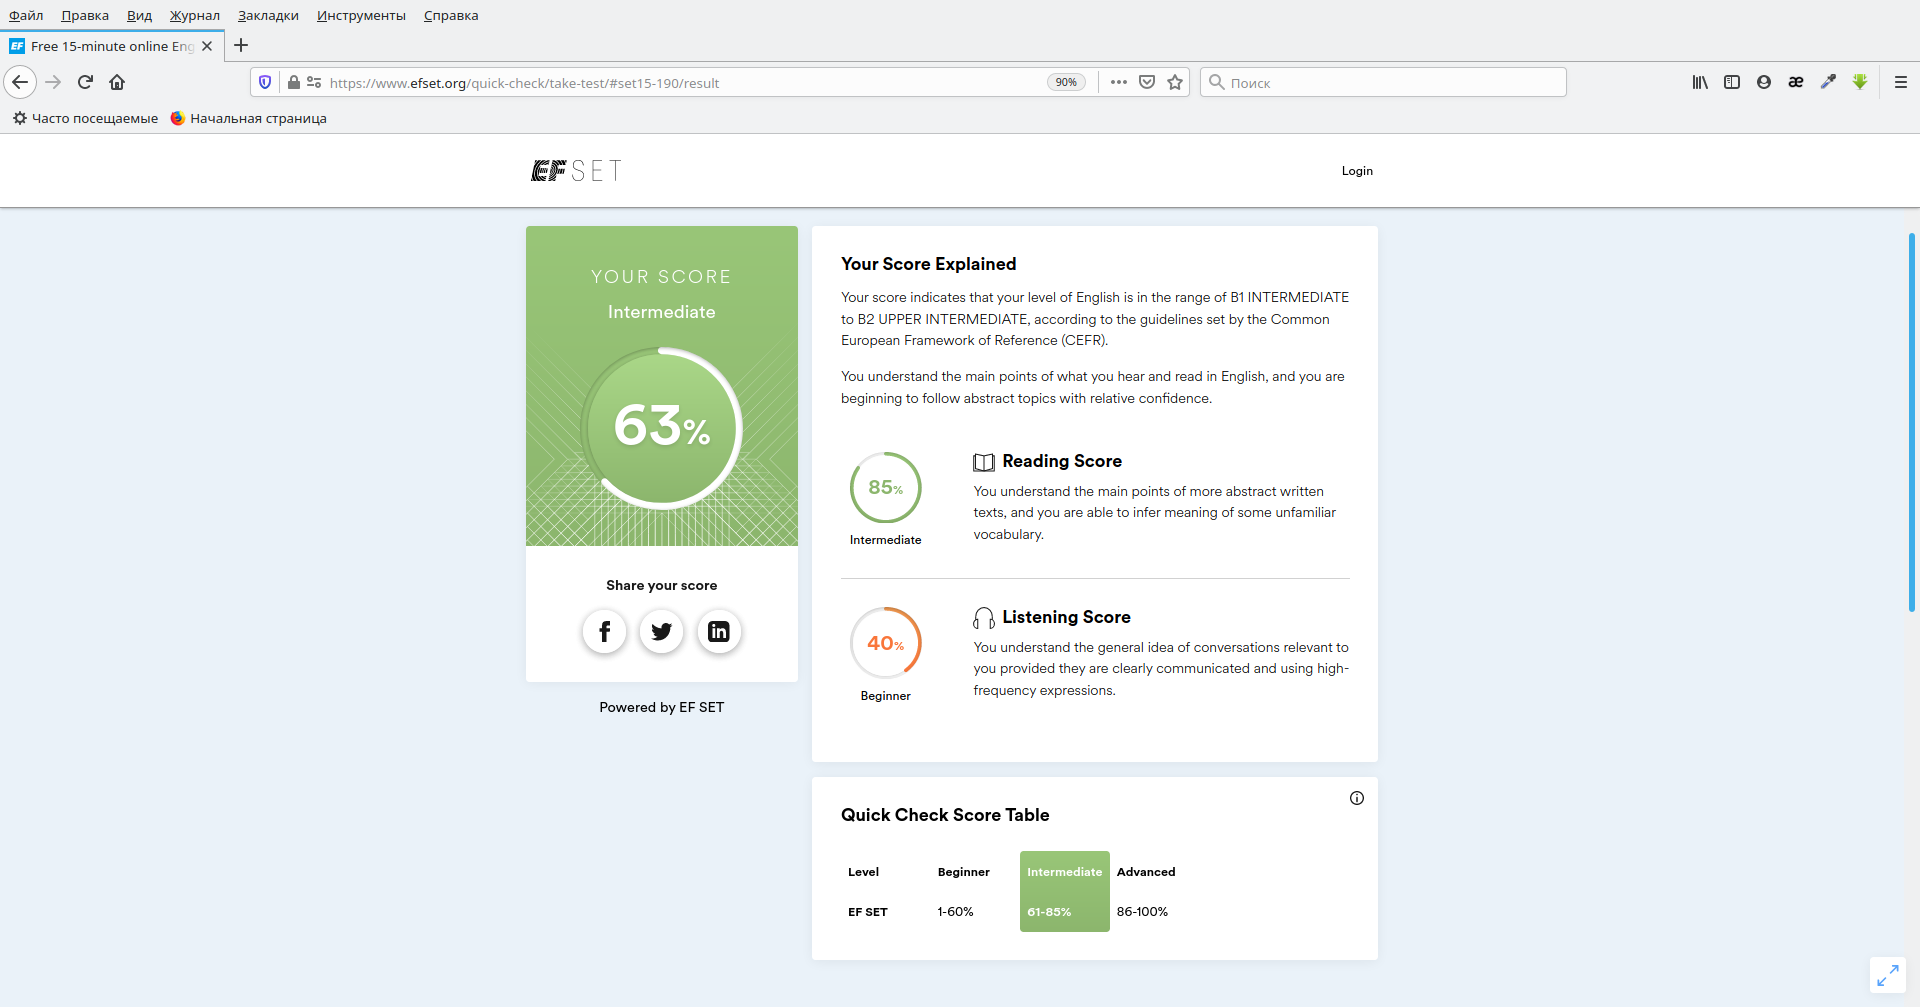 Файл Правка Вид Журнал Закладки Инструменты Справка
EF Free 15-minute online Eng
https://www.efset.org/quick-check/take-test/#set15-190/result 90% Поиск
Часто посещаемые Начальная страница
EF SET Login
YOUR SCORE
Intermediate
63%
Share your score
Powered by EF SET
Your Score Explained
Your score indicates that your level of English is in the range of B1 INTERMEDIATE
to B2 UPPER INTERMEDIATE, according to the guidelines set by the Common
European Framework of Reference (CEFR).
You understand the main points of what you hear and read in English, and you are
beginning to follow abstract topics with relative confidence.
85%
Intermediate
Reading Score
You understand the main points of more abstract written
texts, and you are able to infer meaning of some unfamiliar
vocabulary.
40%
Beginner
Listening Score
You understand the general idea of conversations relevant to
you provided they are clearly communicated and using high-
frequency expressions.
Quick Check Score Table
Level Beginner Intermediate Advanced
EF SET 1-60% 61-85% 86-100%